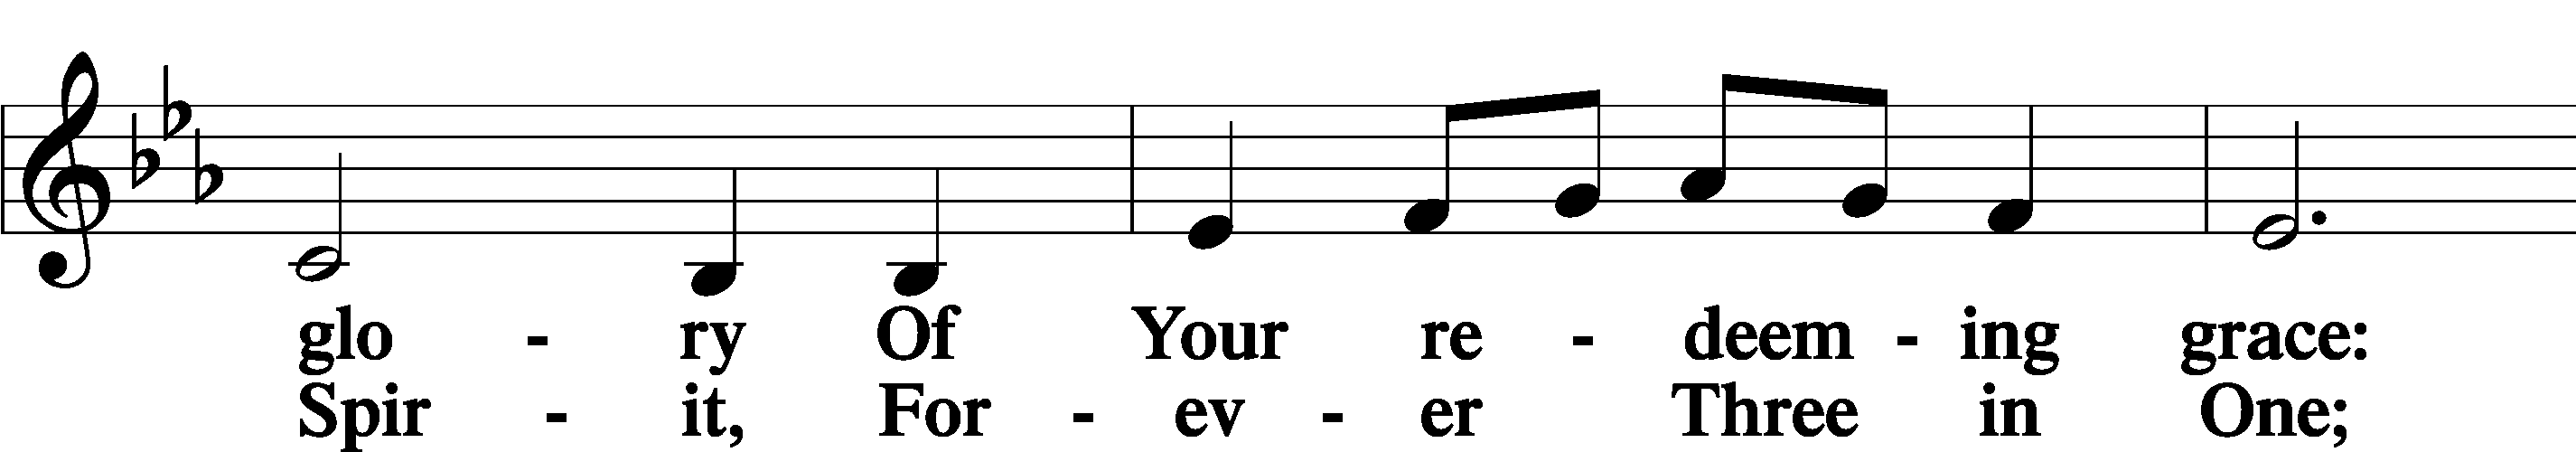 glo - ry Of Your re - deem - ing grace:
Spir - it, For - ev - er Three in One;